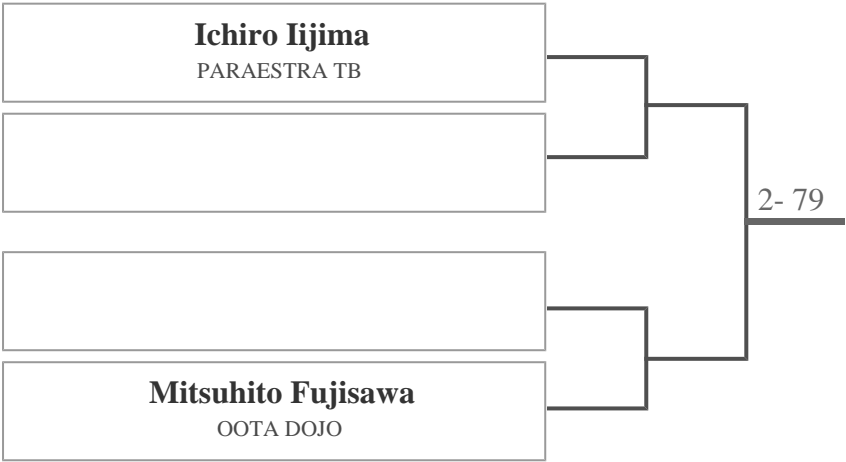 Ichiro Iijima
PARAESTRA TB
2- 79
Mitsuhito Fujisawa
OOTA DOJO